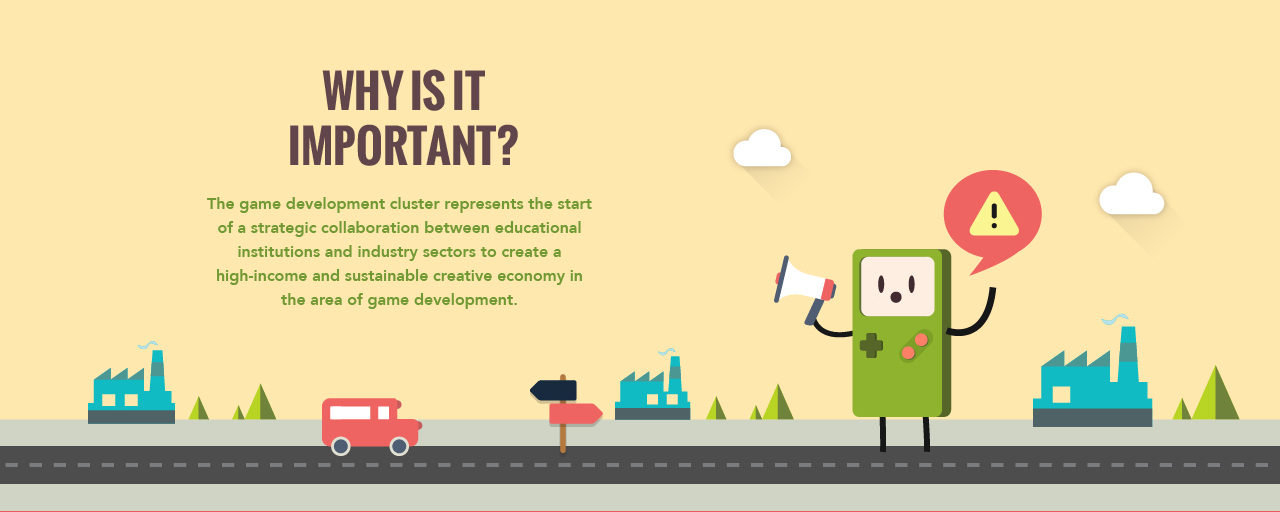 WHY IS IT
IMPORTANT?
The game development cluster represents the start
of a strategic collaboration between educational
institutions and industry sectors to create a
high-income and sustainable creative economy in
the area of game development.